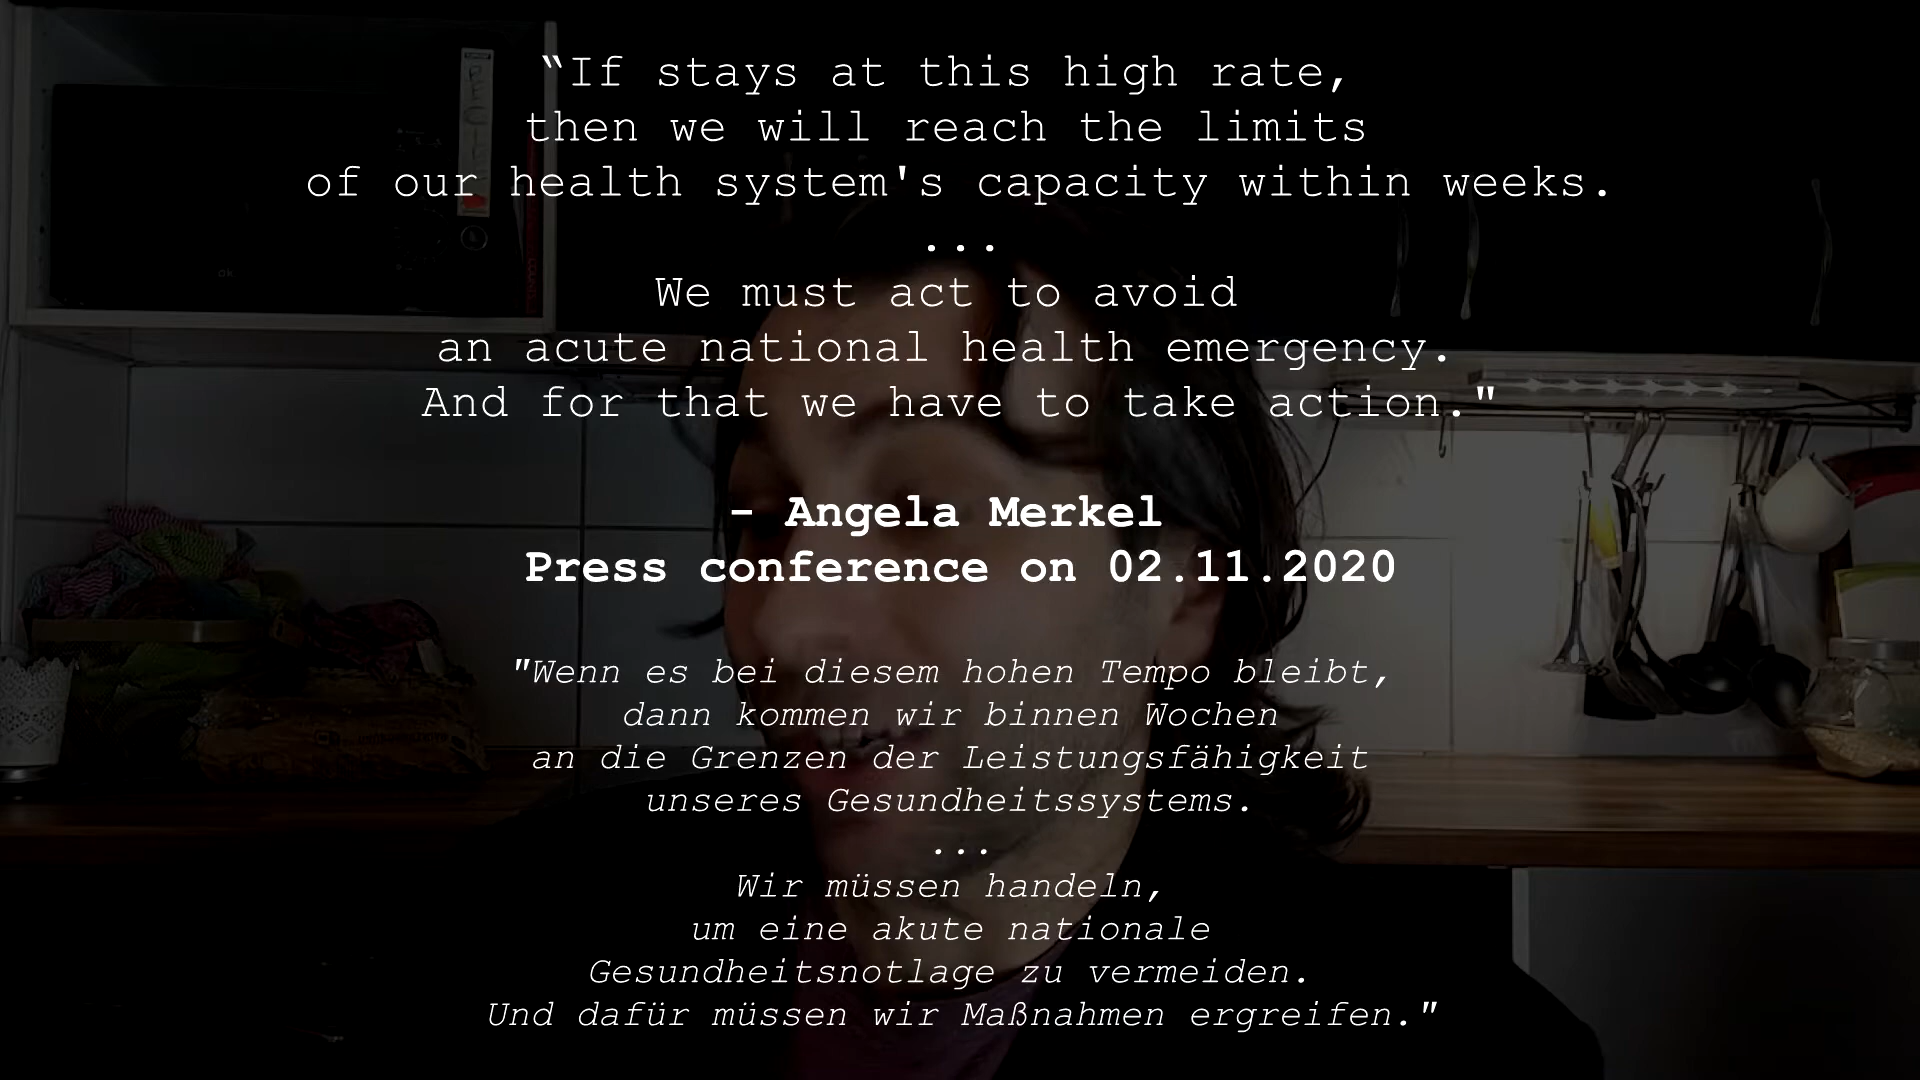 “If stays at this high rate,
then we will reach the limits
of our health system's capacity within weeks.
...
We must act to avoid
an acute national health emergency.
And for that we have to take action."
- Angela Merkel
Press conference on 02.11.2020
"Wenn es bei diesem hohen Tempo bleibt,
dann kommen wir binnen Wochen
an die Grenzen der Leistungsfähigkeit
unseres Gesundheitssystems.
...
Wir müssen handeln,
um eine akute nationale
Gesundheitsnotlage zu vermeiden.
Und dafür müssen wir Maßnahmen ergreifen."
ok.